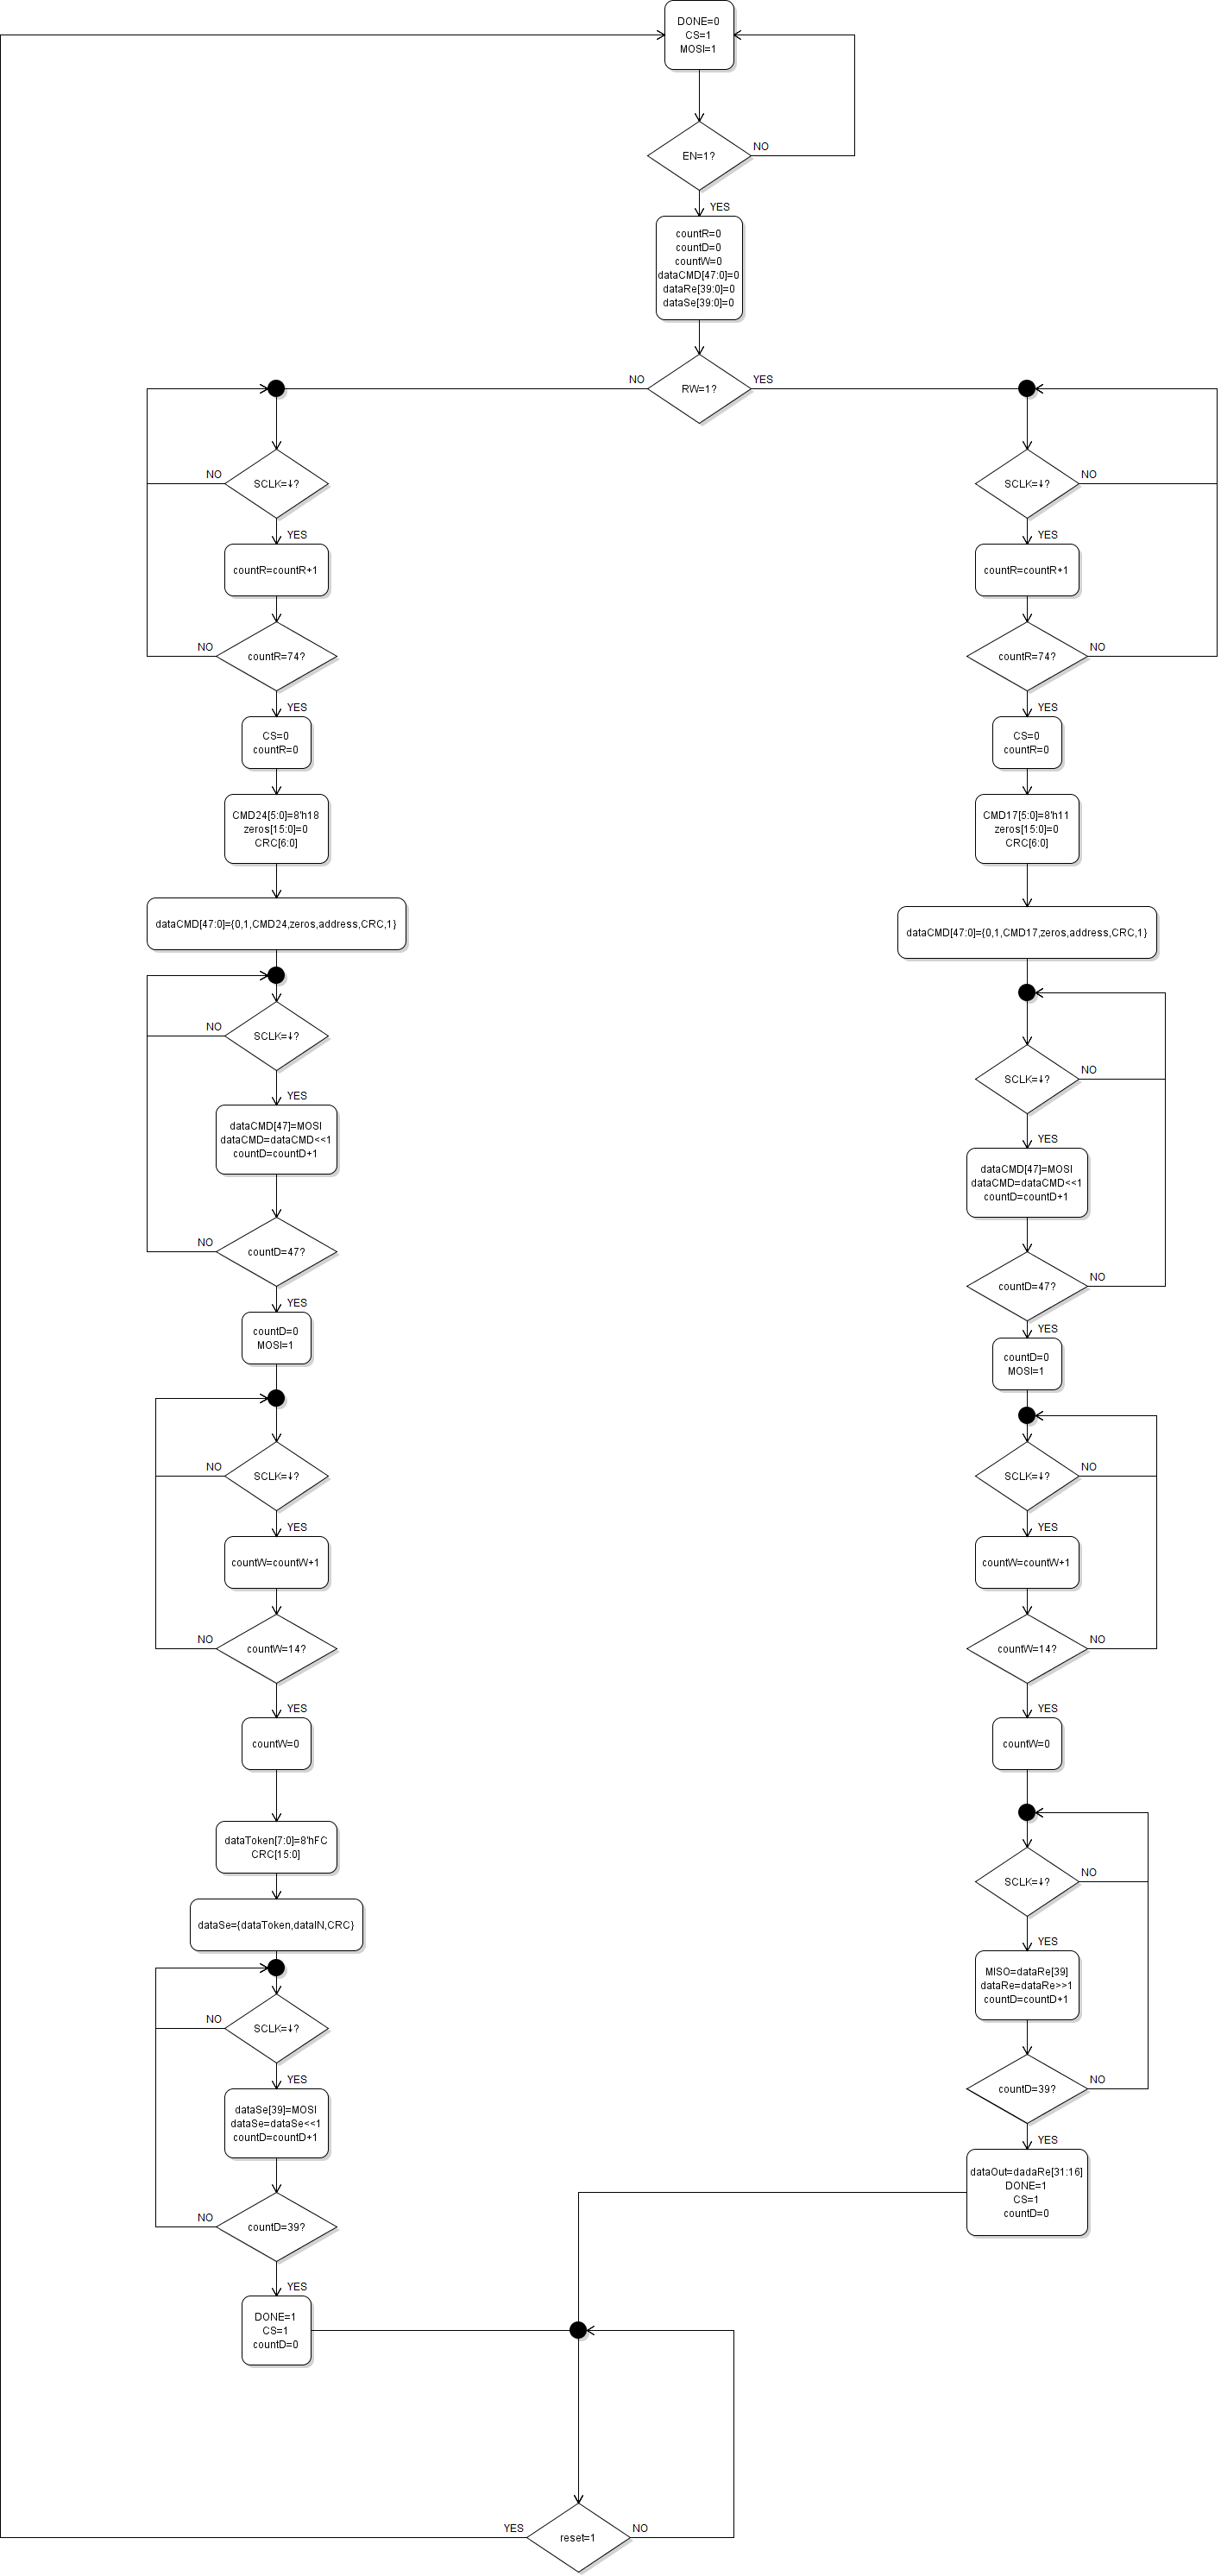 DONE=0
CS=1
MOSI=1
EN=1?
NO
YES
countR=0
countD=0
countW=0
dataCMD[47:0]=0
dataRe[39:0]=0
dataSe[39:0]=0
NO
RW=1?
YES
NO
SCLK=↓?
YES
countR=countR+1
NO
countR=74?
YES
CS=0
countR=0
CMD24[5:0]=8'h18
zeros[15:0]=0
CRC[6:0]
dataCMD[47:0]={0,1,CMD24,zeros,address,CRC,1}
NO
SCLK=↓?
YES
dataCMD[47]=MOSI
dataCMD=dataCMD<<1
countD=countD+1
NO
countD=47?
YES
countD=0
MOSI=1
NO
SCLK=↓?
YES
countW=countW+1
NO
countW=14?
YES
countW=0
dataToken[7:0]=8'hFC
CRC[15:0]
dataSe={dataToken,dataIN,CRC}
NO
SCLK=↓?
YES
dataSe[39]=MOSI
dataSe=dataSe<<1
countD=countD+1
NO
countD=39?
YES
DONE=1
CS=1
countD=0
SCLK=↓?
NO
YES
countR=countR+1
countR=74?
NO
YES
CS=0
countR=0
CMD17[5:0]=8'h11
zeros[15:0]=0
CRC[6:0]
dataCMD[47:0]={0,1,CMD17,zeros,address,CRC,1}
SCLK=↓?
NO
YES
dataCMD[47]=MOSI
dataCMD=dataCMD<<1
countD=countD+1
countD=47?
NO
YES
countD=0
MOSI=1
SCLK=↓?
NO
YES
countW=countW+1
countW=14?
NO
YES
countW=0
SCLK=↓?
NO
YES
MISO=dataRe[39]
dataRe=dataRe>>1
countD=countD+1
countD=39?
NO
YES
dataOut=dadaRe[31:16]
DONE=1
CS=1
countD=0
YES
reset=1
NO